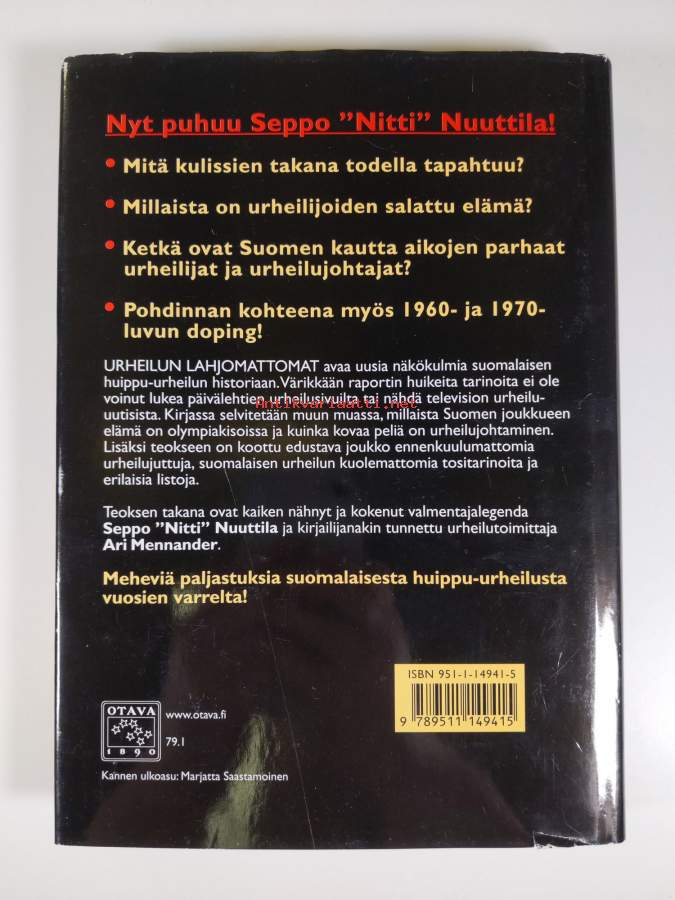 Nyt puhuu Seppo ”Nitti” Nuuttila!
• Mitä kulissien takana todella tapahtuu?
• Millaista on urheilijoiden salattu elämä?
• Ketkä ovat Suomen kautta aikojen parhaat
urheilijat ja urheilujohtajat?
• Pohdinnan kohteena myös 1960- ja 1970-
luvun doping!
URHEILUN LAHJOMATTOMAT avaa uusia näkökulmia suomalaisen
huippu-urheilun historiaan. Värikkään raportin huikeita tarinoita ei ole
voinut lukea päivälehtien urheilusivuilta tai nähdä television urheilu-
Antikvariaatti.net
uutisista. Kirjassa selvitetään muun muassa, millaista Suomen joukkueen
elämä on olympiakisoissa ja kuinka kovaa peliä on urheilujohtaminen.
Lisäksi teokseen on koottu edustava joukko ennenkuulumattomia
urheilujuttuja, suomalaisen urheilun kuolemattomia tositarinoita ja
erilaisia listoja.
Teoksen takana ovat kaiken nähnyt ja kokenut valmentajalegenda
Seppo ”Nitti” Nuuttila ja kirjailijanakin tunnettu urheilutoimittaja
Ari Mennander.
Meheviä paljastuksia suomalaisesta huippu-urheilusta
vuosien varrelta!
ISBN 951-1-14941-5
9 789511 149415
OTAVA
1890
www.otava.fi
79.1
Kannen ulkoasu: Marjatta Saastamoinen